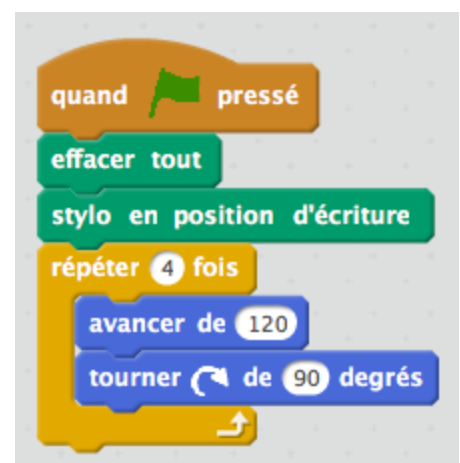 quand pressé
effacer tout
stylo en position d'écriture
répéter 4 fois
avancer de 120
tourner de 90 degrés